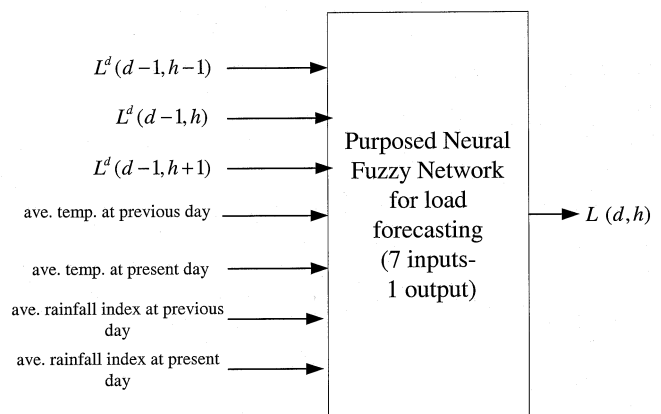 L^d (d−1,h−1)
L^d (d−1,h)
L^d (d−1,h+1)
ave. temp. at previous day
ave. temp. at present day
ave. rainfall index at previous
day
ave. rainfall index at present
day
Purposed Neural
Fuzzy Network
for load
forecasting
(7 inputs-
1 output)
L (d,h)